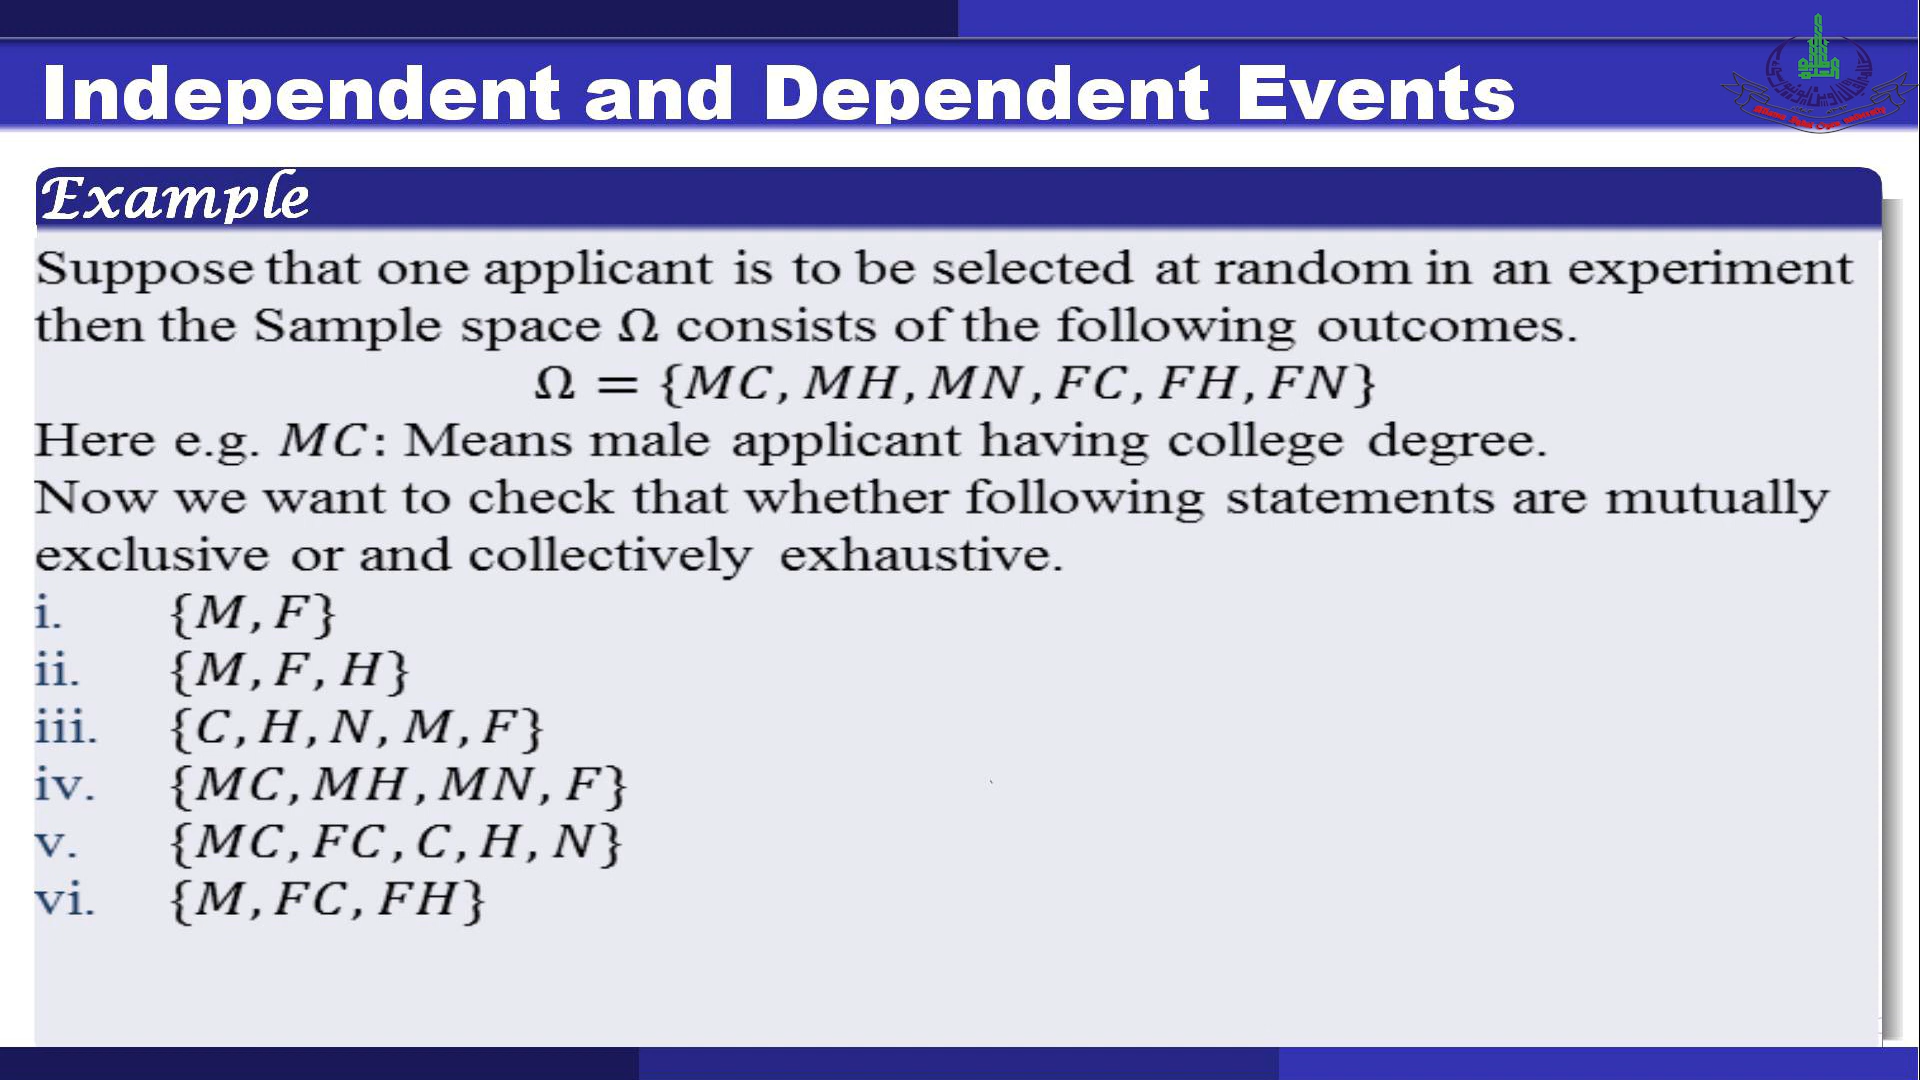 Independent and Dependent Events
Example
Suppose that one applicant is to be selected at random in an experiment
then the Sample space Ω consists of the following outcomes.
Ω = {MC, MH, MN, FC, FH, FN}
Here e.g. MC: Means male applicant having college degree.
Now we want to check that whether following statements are mutually
exclusive or and collectively exhaustive.
i. {M, F}
ii. {M, F, H}
iii. {C, H, N, M, F}
iv. {MC, MH, MN, F}
v. {MC, FC, C, H, N}
vi. {M, FC, FH}